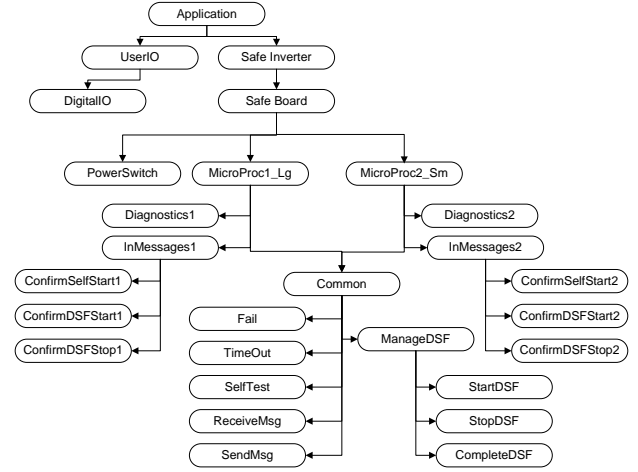 Application
UserIO
Safe Inverter
DigitalIO
Safe Board
PowerSwitch
MicroProc1_Lg
MicroProc2_Sm
Diagnostics1
Diagnostics2
InMessages1
InMessages2
ConfirmSelfStart1
Common
ConfirmSelfStart2
ConfirmDSFStart1
Fail
ConfirmDSFStart2
ManageDSF
ConfirmDSFStop1
TimeOut
ConfirmDSFStop2
SelfTest
StartDSF
ReceiveMsg
StopDSF
SendMsg
CompleteDSF